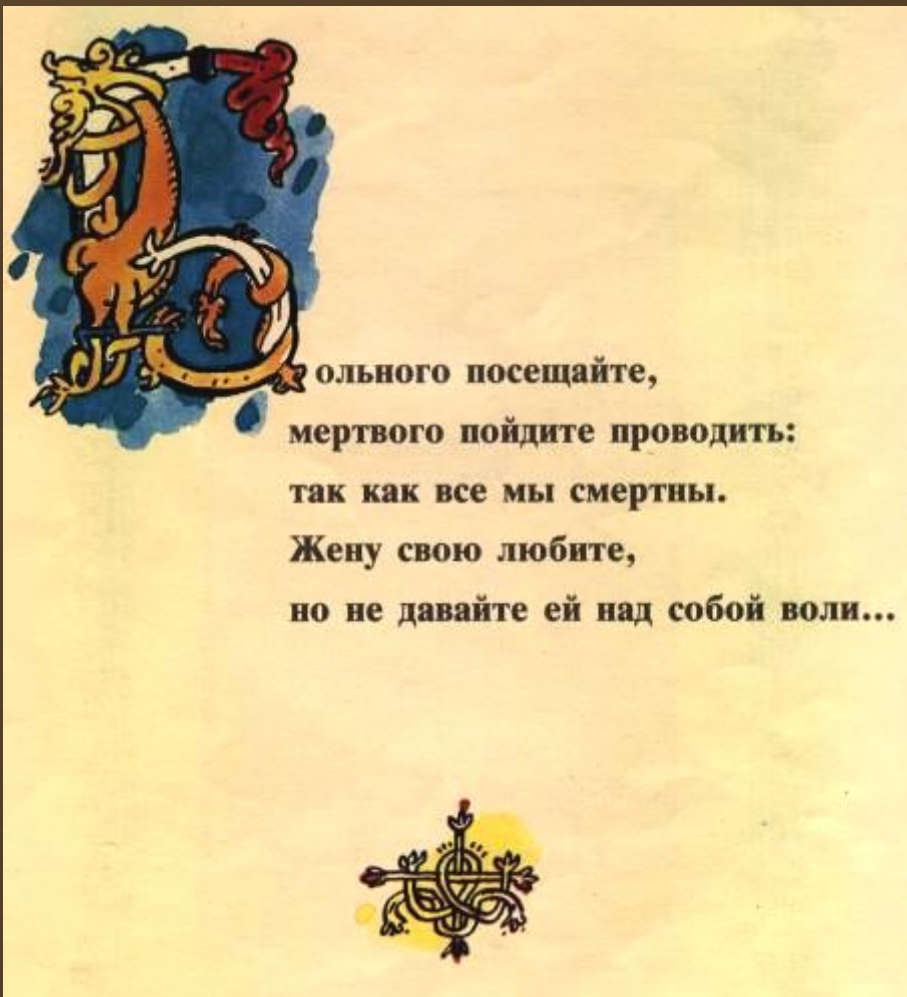 Больного посещайте,
мертвого пойдите проводить:
так как все мы смертны.
Жену свою любите,
но не давайте ей над собой воли...